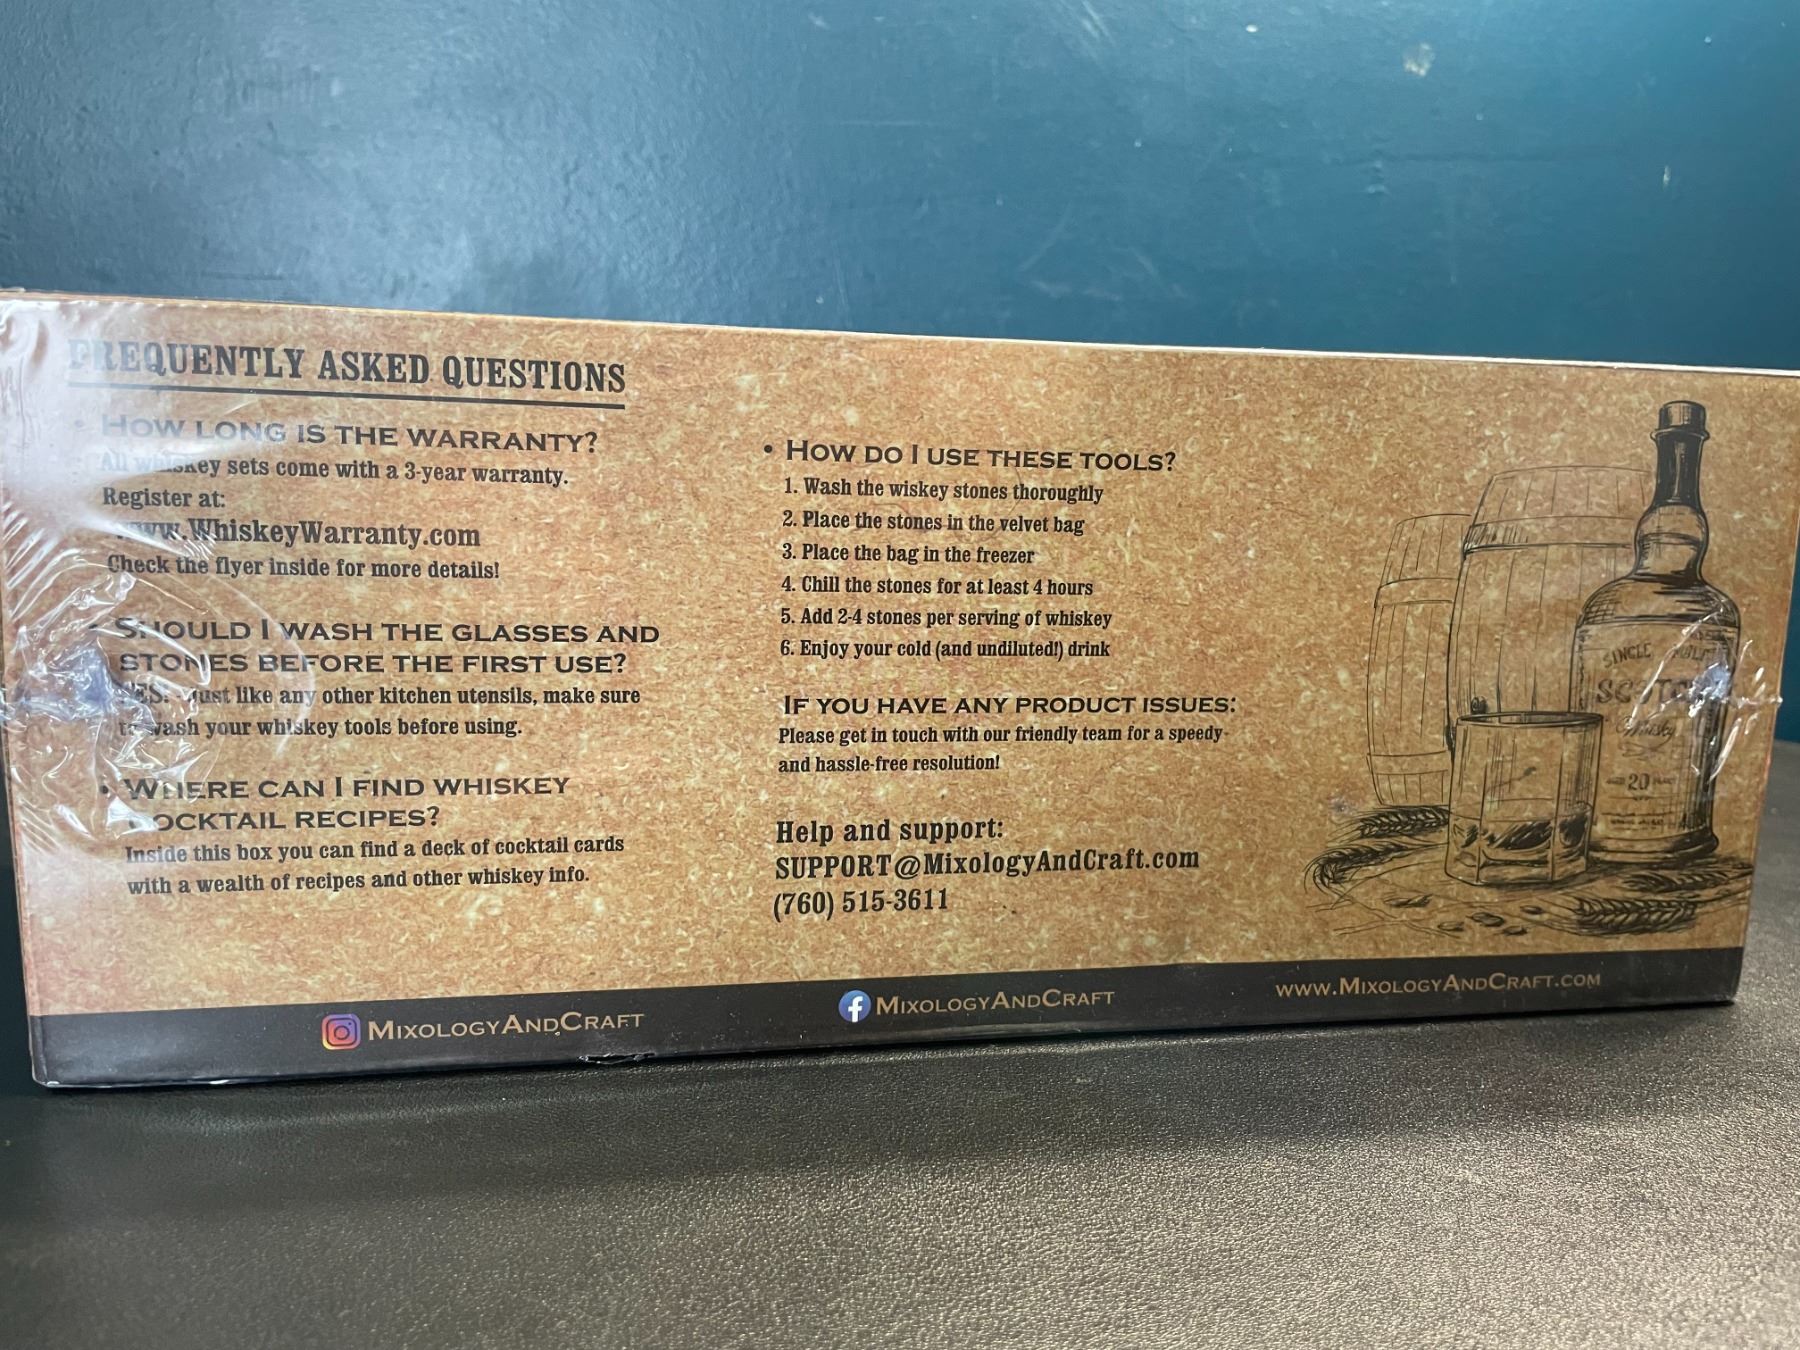 FREQUENTLY ASKED QUESTIONS
• HOW LONG IS THE WARRANTY?
All whiskey sets come with a 3-year warranty.
Register at:
www.WhiskeyWarranty.com
Check the flyer inside for more details!
• SHOULD I WASH THE GLASSES AND
STONES BEFORE THE FIRST USE?
YES! Just like any other kitchen utensils, make sure
to wash your whiskey tools before using.
• WHERE CAN I FIND WHISKEY
COCKTAIL RECIPES?
Inside this box you can find a deck of cocktail cards
with a wealth of recipes and other whiskey info.
• HOW DO I USE THESE TOOLS?
1. Wash the wiskey stones thoroughly
2. Place the stones in the velvet bag
3. Place the bag in the freezer
4. Chill the stones for at least 4 hours
5. Add 2-4 stones per serving of whiskey
6. Enjoy your cold (and undiluted!) drink
IF YOU HAVE ANY PRODUCT ISSUES:
Please get in touch with our friendly team for a speedy
and hassle-free resolution!
Help and support:
SUPPORT@MixologyAndCraft.com
(760) 515-3611
SINGLE MALT
SCOTCH
Whisky
20
MIXOLOGYANDCRAFT
MIXOLOGYANDCRAFT
WWW.MIXOLOGYANDCRAFT.COM